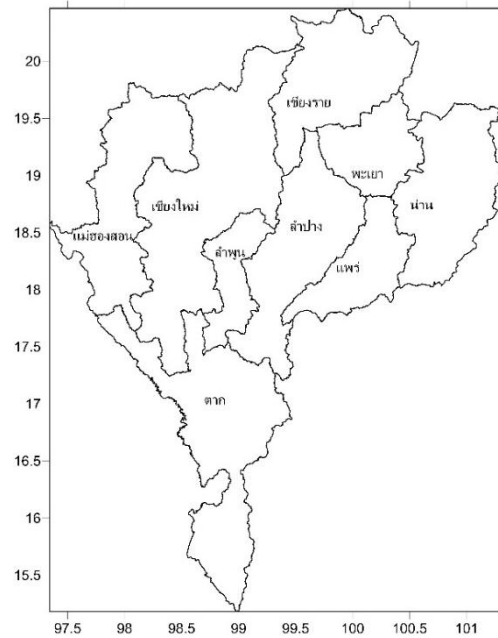 20
19.5
19
18.5
18
17.5
17
16.5
16
15.5
97.5 98 98.5 99 99.5 100 100.5 101
เชียงราย
พะเยา
น่าน
เชียงใหม่
แม่ฮ่องสอน
ลำพูน
ลำปาง
แพร่
ตาก